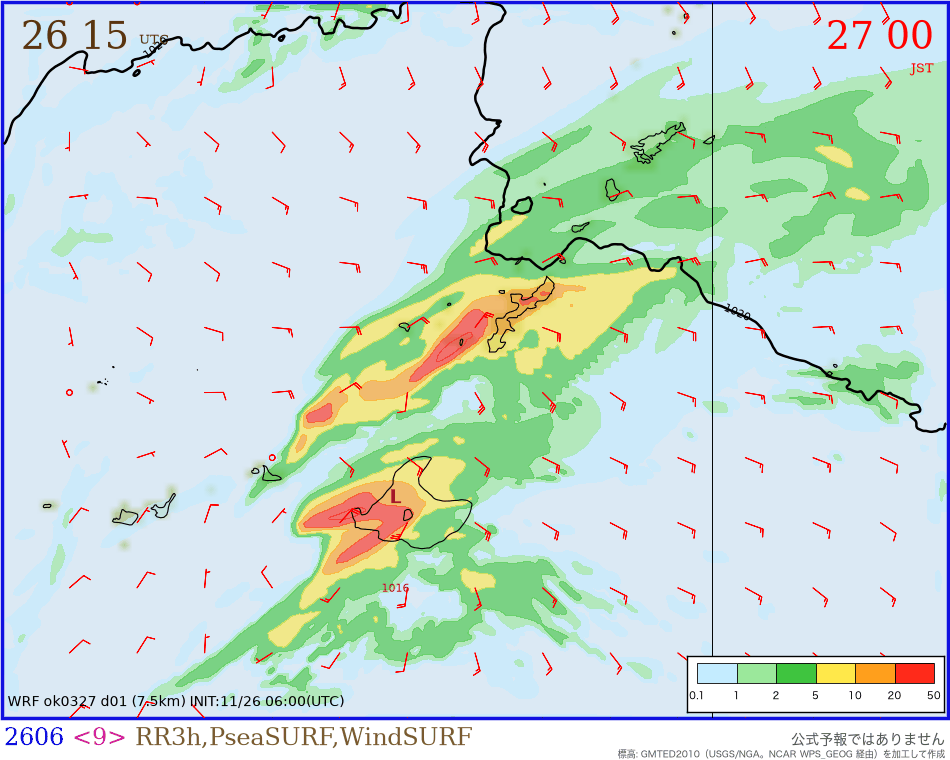 26 15 UTC
27 00
JST
1020
1020
L
1016
0.1 1 2 5 10 20 50
WRF ok0327 d01 (7.5km) INIT:11/26 06:00(UTC)
2606 <9> RR3h,PseaSURF,WindSURF
公式予報ではありません
標高: GMTED2010（USGS/NGA。NCAR WPS_GEOG 経由）を加工して作成